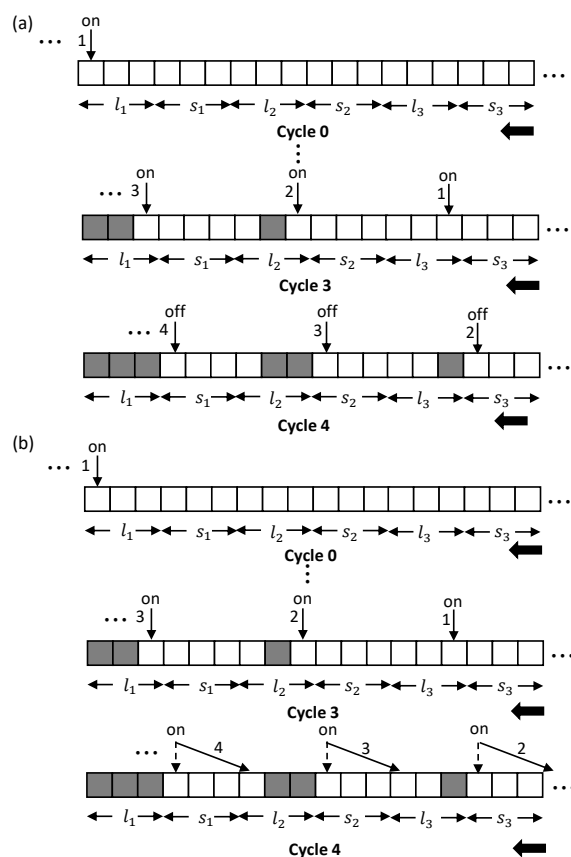 (a)
on
... 1
...
l₁ s₁ l₂ s₂ l₃ s₃
Cycle 0
...
on on on
... 3 2 1
...
l₁ s₁ l₂ s₂ l₃ s₃
Cycle 3
off off off
... 4 3 2
...
l₁ s₁ l₂ s₂ l₃ s₃
Cycle 4
(b)
on
... 1
...
l₁ s₁ l₂ s₂ l₃ s₃
Cycle 0
...
on on on
... 3 2 1
...
l₁ s₁ l₂ s₂ l₃ s₃
Cycle 3
on on on
... 4 3 2
...
l₁ s₁ l₂ s₂ l₃ s₃
Cycle 4